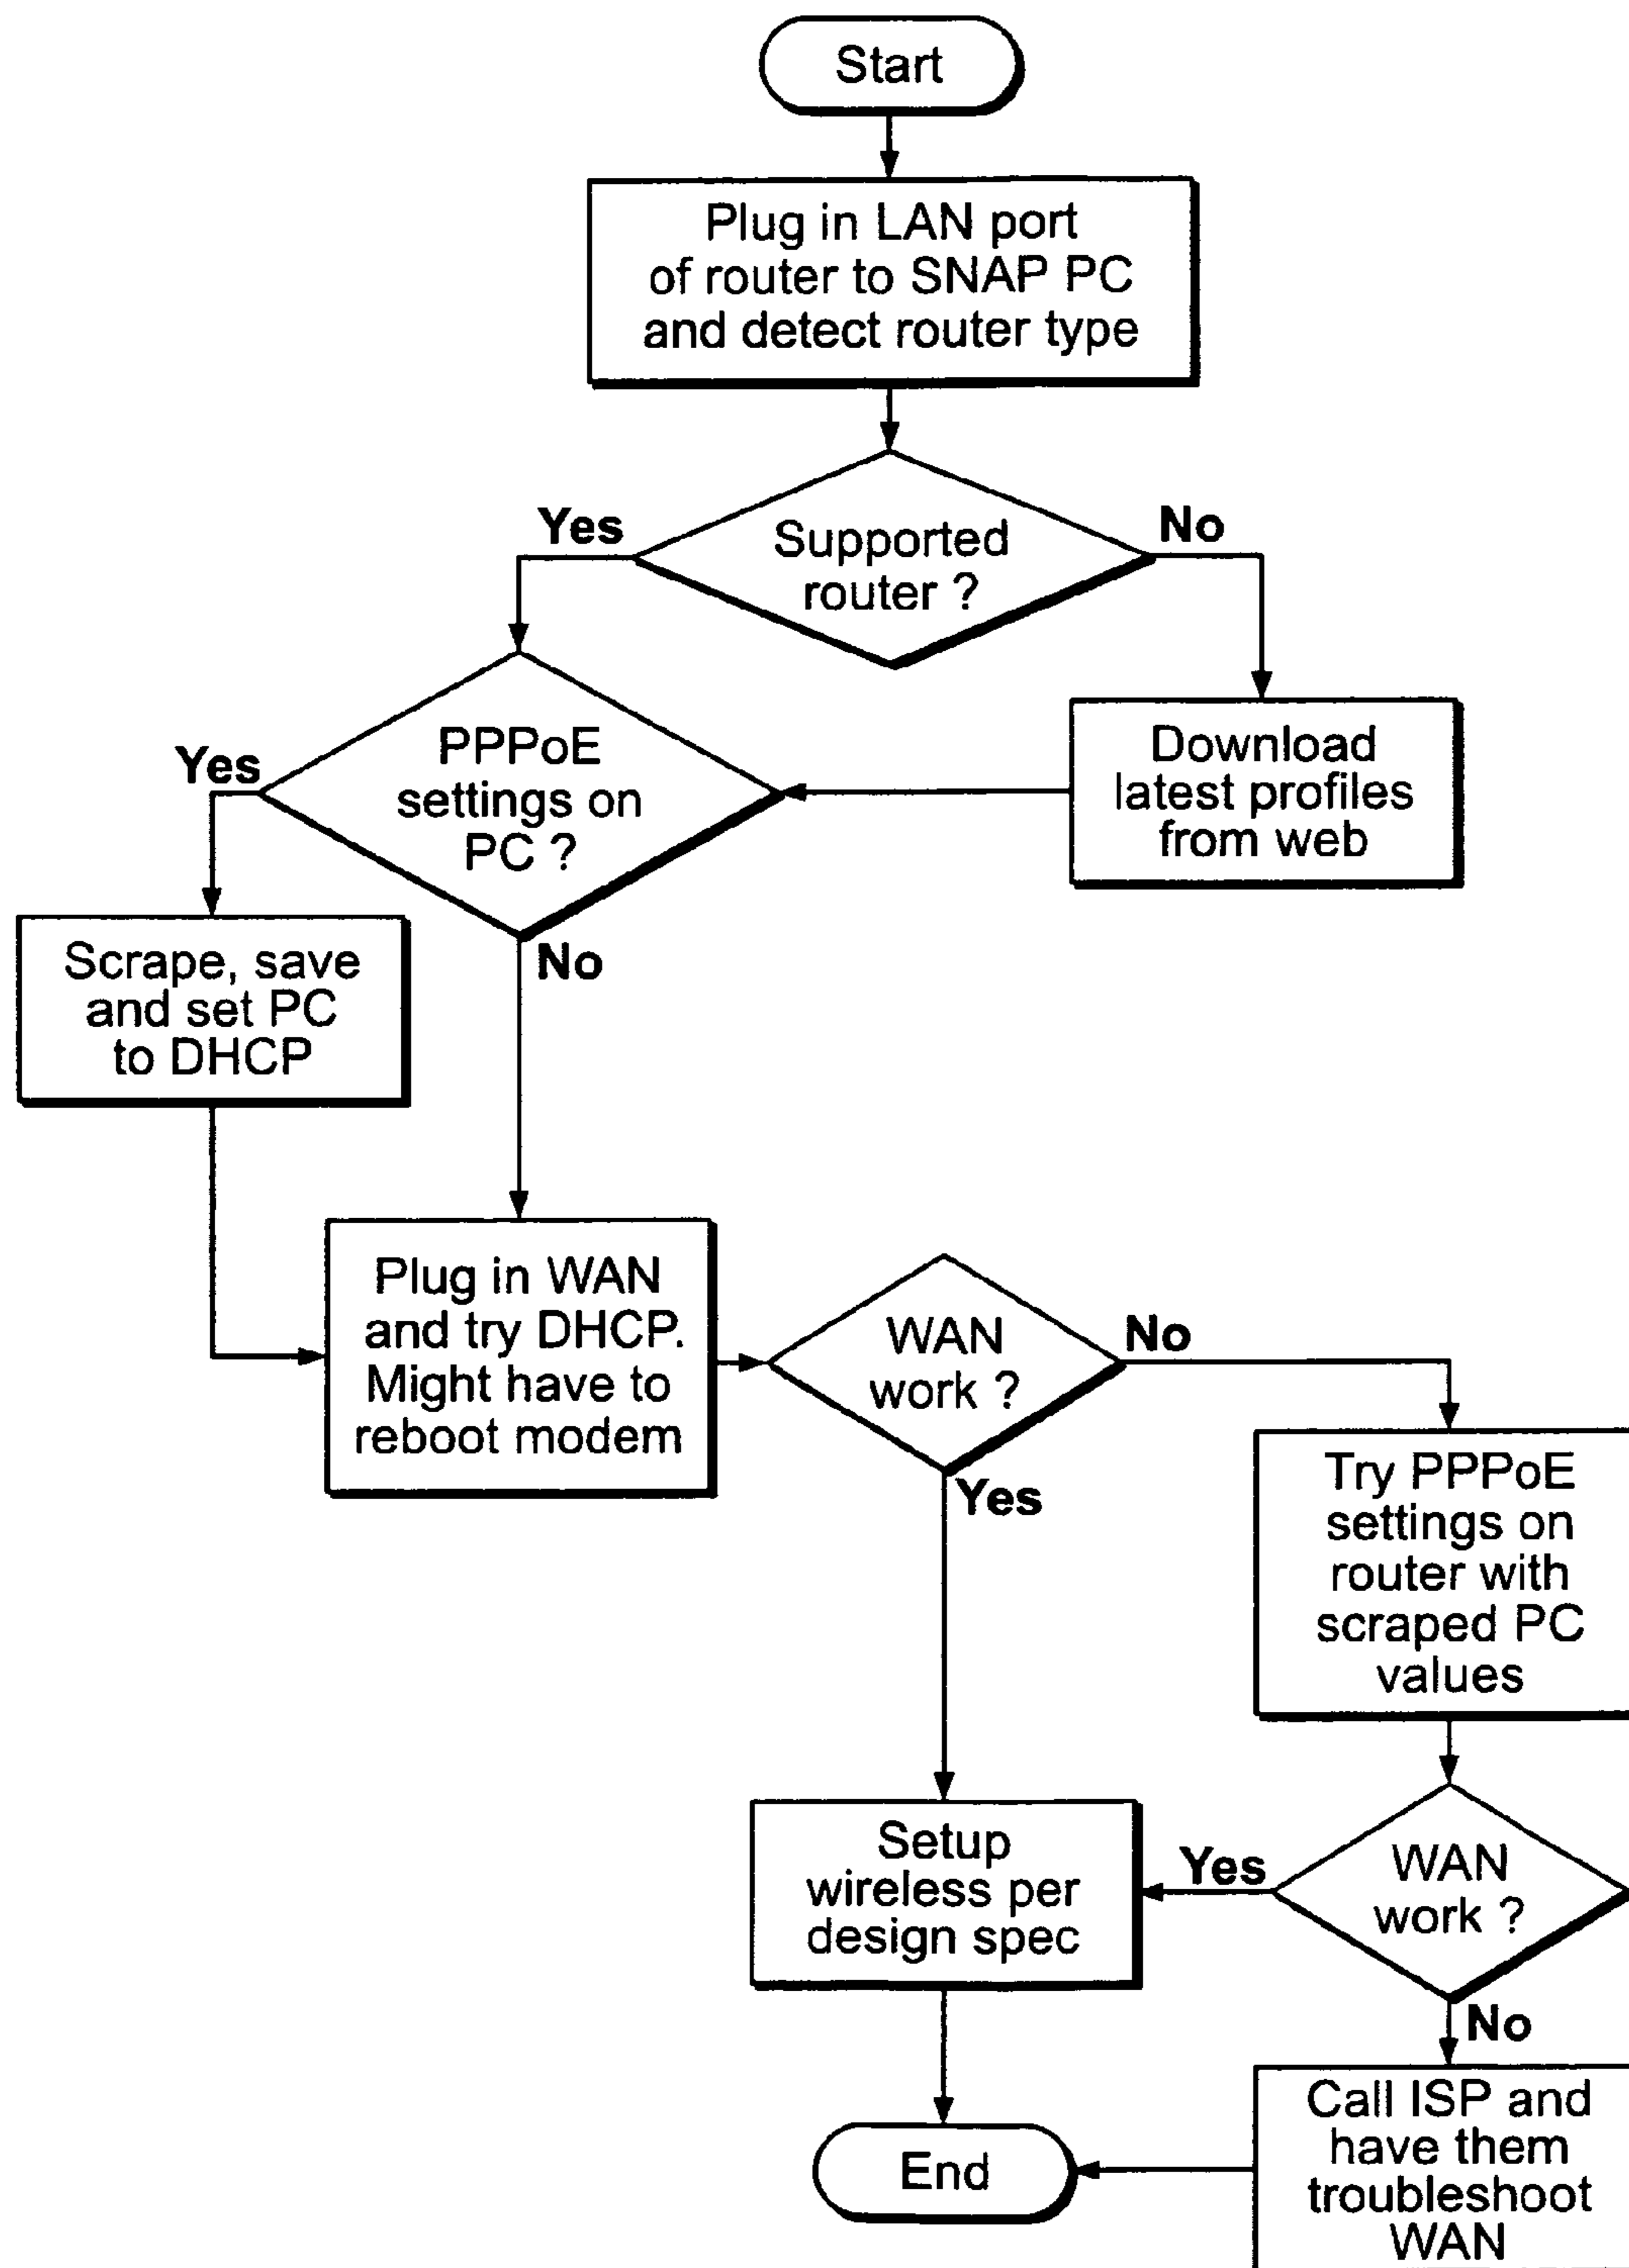 Start
Plug in LAN port
of router to SNAP PC
and detect router type
Yes
No
Supported
router ?
Yes
PPPoE
settings on
PC ?
Download
latest profiles
from web
No
Scrape, save
and set PC
to DHCP
Plug in WAN
and try DHCP.
Might have to
reboot modem
WAN
work ?
No
Yes
Try PPPoE
settings on
router with
scraped PC
values
Setup
wireless per
design spec
Yes
WAN
work ?
No
Call ISP and
have them
troubleshoot
WAN
End